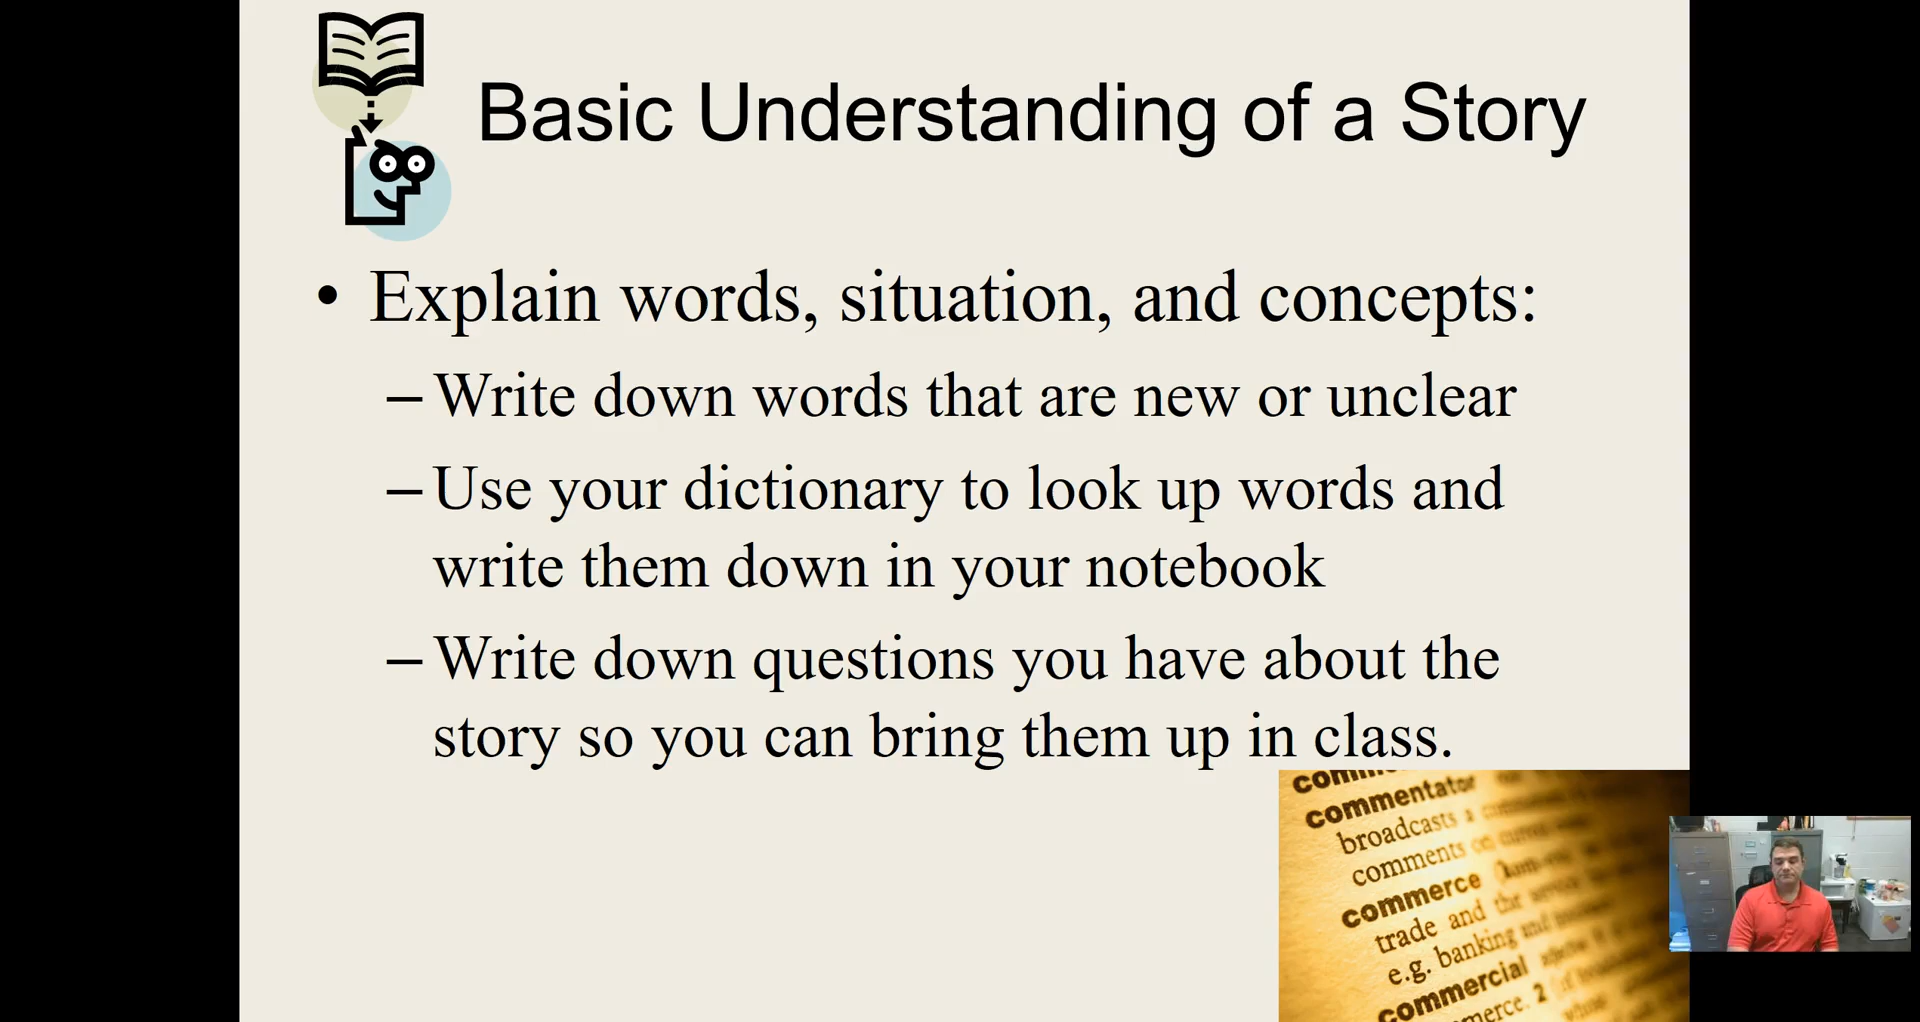 Basic Understanding of a Story
• Explain words, situation, and concepts:
– Write down words that are new or unclear
– Use your dictionary to look up words and
write them down in your notebook
– Write down questions you have about the
story so you can bring them up in class.
commentator
broadcasts a
comments on
commerce
trade and the
e.g. banking and
commercial
merce. 2